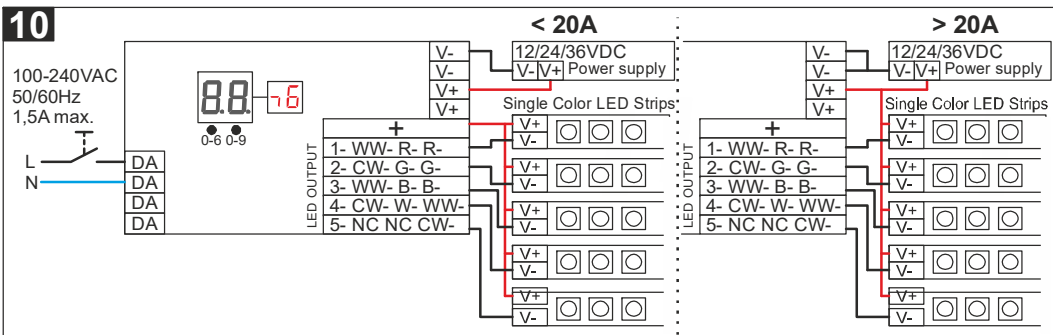 10
< 20A
> 20A
100-240VAC
50/60Hz
1,5A max.
L
N
DA
DA
DA
DA
8.8.
0-6 0-9
V-
V-
V+
V+
12/24/36VDC
V- V+ Power supply
Single Color LED Strips
LED OUTPUT
+
1- WW- R- R-
2- CW- G- G-
3- WW- B- B-
4- CW- W- WW-
5- NC NC CW-
V+
V-
V+
V-
V+
V-
V+
V-
V+
V-
V-
V-
V+
V+
12/24/36VDC
V- V+ Power supply
Single Color LED Strips
LED OUTPUT
+
1- WW- R- R-
2- CW- G- G-
3- WW- B- B-
4- CW- W- WW-
5- NC NC CW-
V+
V-
V+
V-
V+
V-
V+
V-
V+
V-